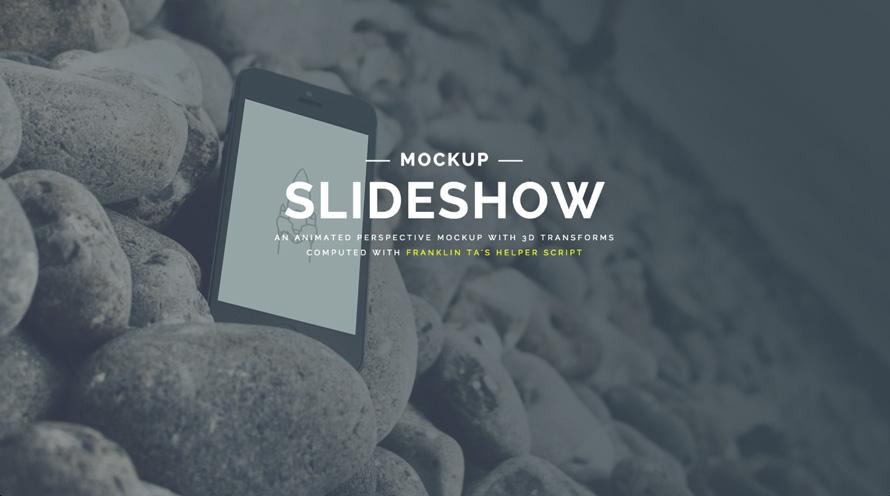 MOCKUP
SLIDESHOW
AN ANIMATED PERSPECTIVE MOCKUP WITH 3D TRANSFORMS
COMPUTED WITH FRANKLIN TA'S HELPER SCRIPT